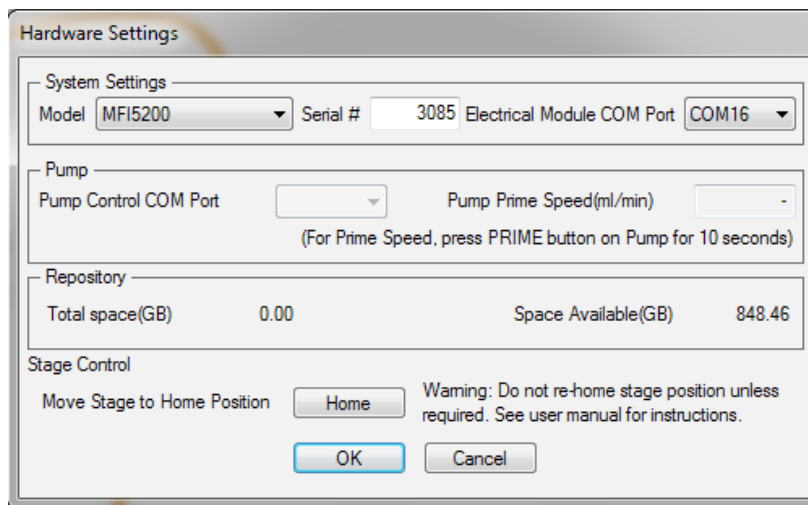 Hardware Settings
System Settings
Model MFI5200 Serial # 3085 Electrical Module COM Port COM16
Pump
Pump Control COM Port Pump Prime Speed(ml/min) -
(For Prime Speed, press PRIME button on Pump for 10 seconds)
Repository
Total space(GB) 0.00 Space Available(GB) 848.46
Stage Control
Move Stage to Home Position Home Warning: Do not re-home stage position unless
required. See user manual for instructions.
OK Cancel